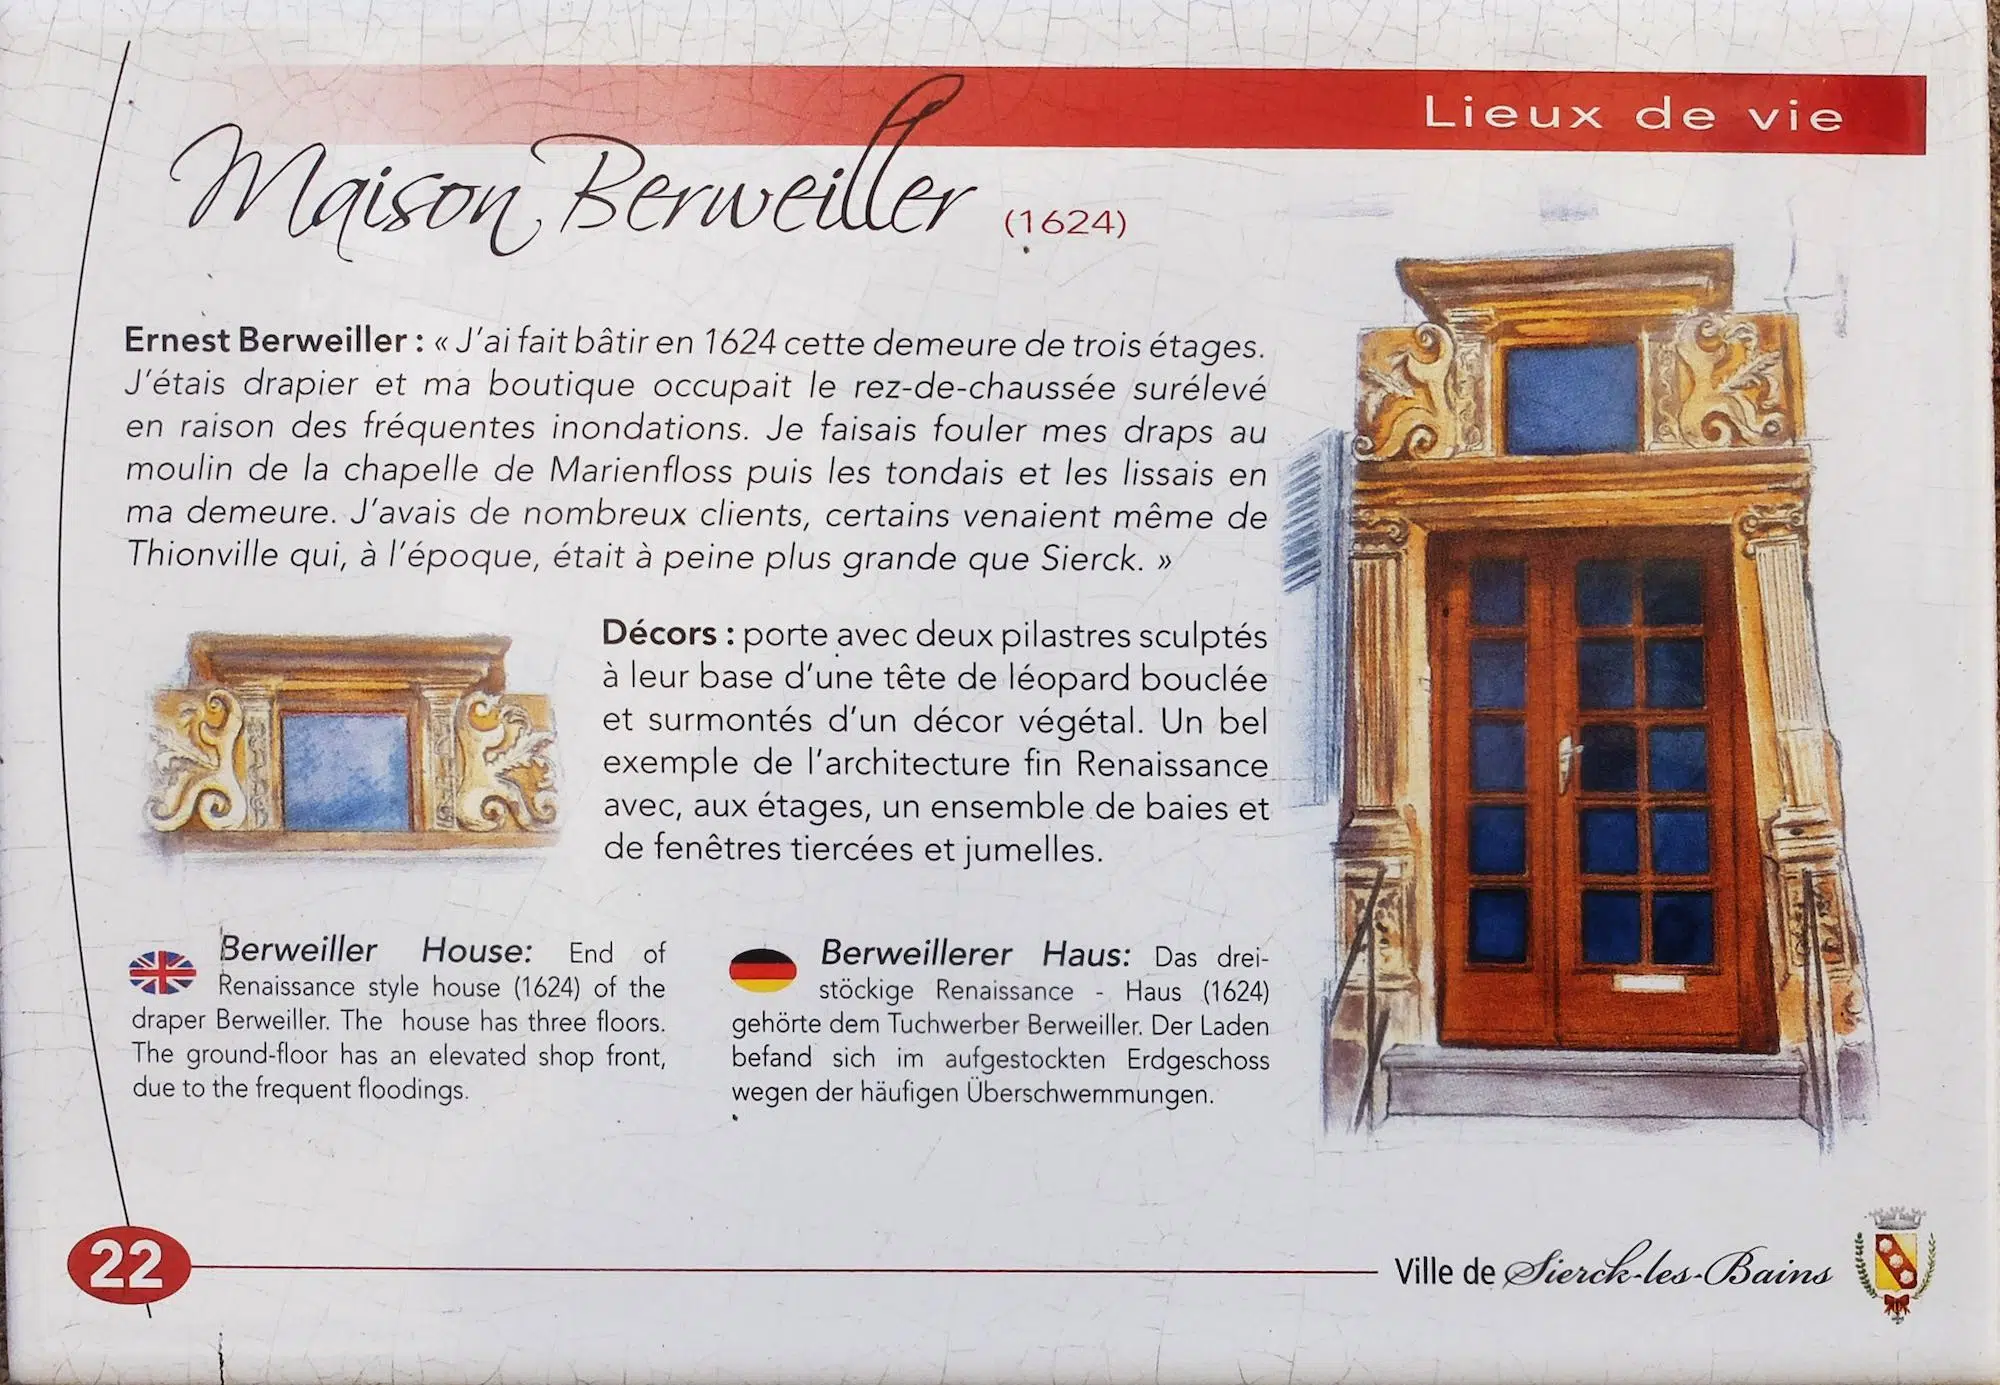 Lieux de vie
Maison Berweiller (1624)
Ernest Berweiller : « J'ai fait bâtir en 1624 cette demeure de trois étages.
J'étais drapier et ma boutique occupait le rez-de-chaussée surélevé
en raison des fréquentes inondations. Je faisais fouler mes draps au
moulin de la chapelle de Marienfloss puis les tondais et les lissais en
ma demeure. J'avais de nombreux clients, certains venaient même de
Thionville qui, à l'époque, était à peine plus grande que Sierck. »
Décors : porte avec deux pilastres sculptés
à leur base d'une tête de léopard bouclée
et surmontés d'un décor végétal. Un bel
exemple de l'architecture fin Renaissance
avec, aux étages, un ensemble de baies et
de fenêtres tiercées et jumelles.
Berweiller House: End of
Renaissance style house (1624) of the
draper Berweiller. The house has three floors.
The ground-floor has an elevated shop front,
due to the frequent floodings.
Berweillerer Haus: Das drei-
stöckige Renaissance - Haus (1624)
gehörte dem Tuchwerber Berweiller. Der Laden
befand sich im aufgestockten Erdgeschoss
wegen der häufigen Überschwemmungen.
22
Ville de Sierck-les-Bains